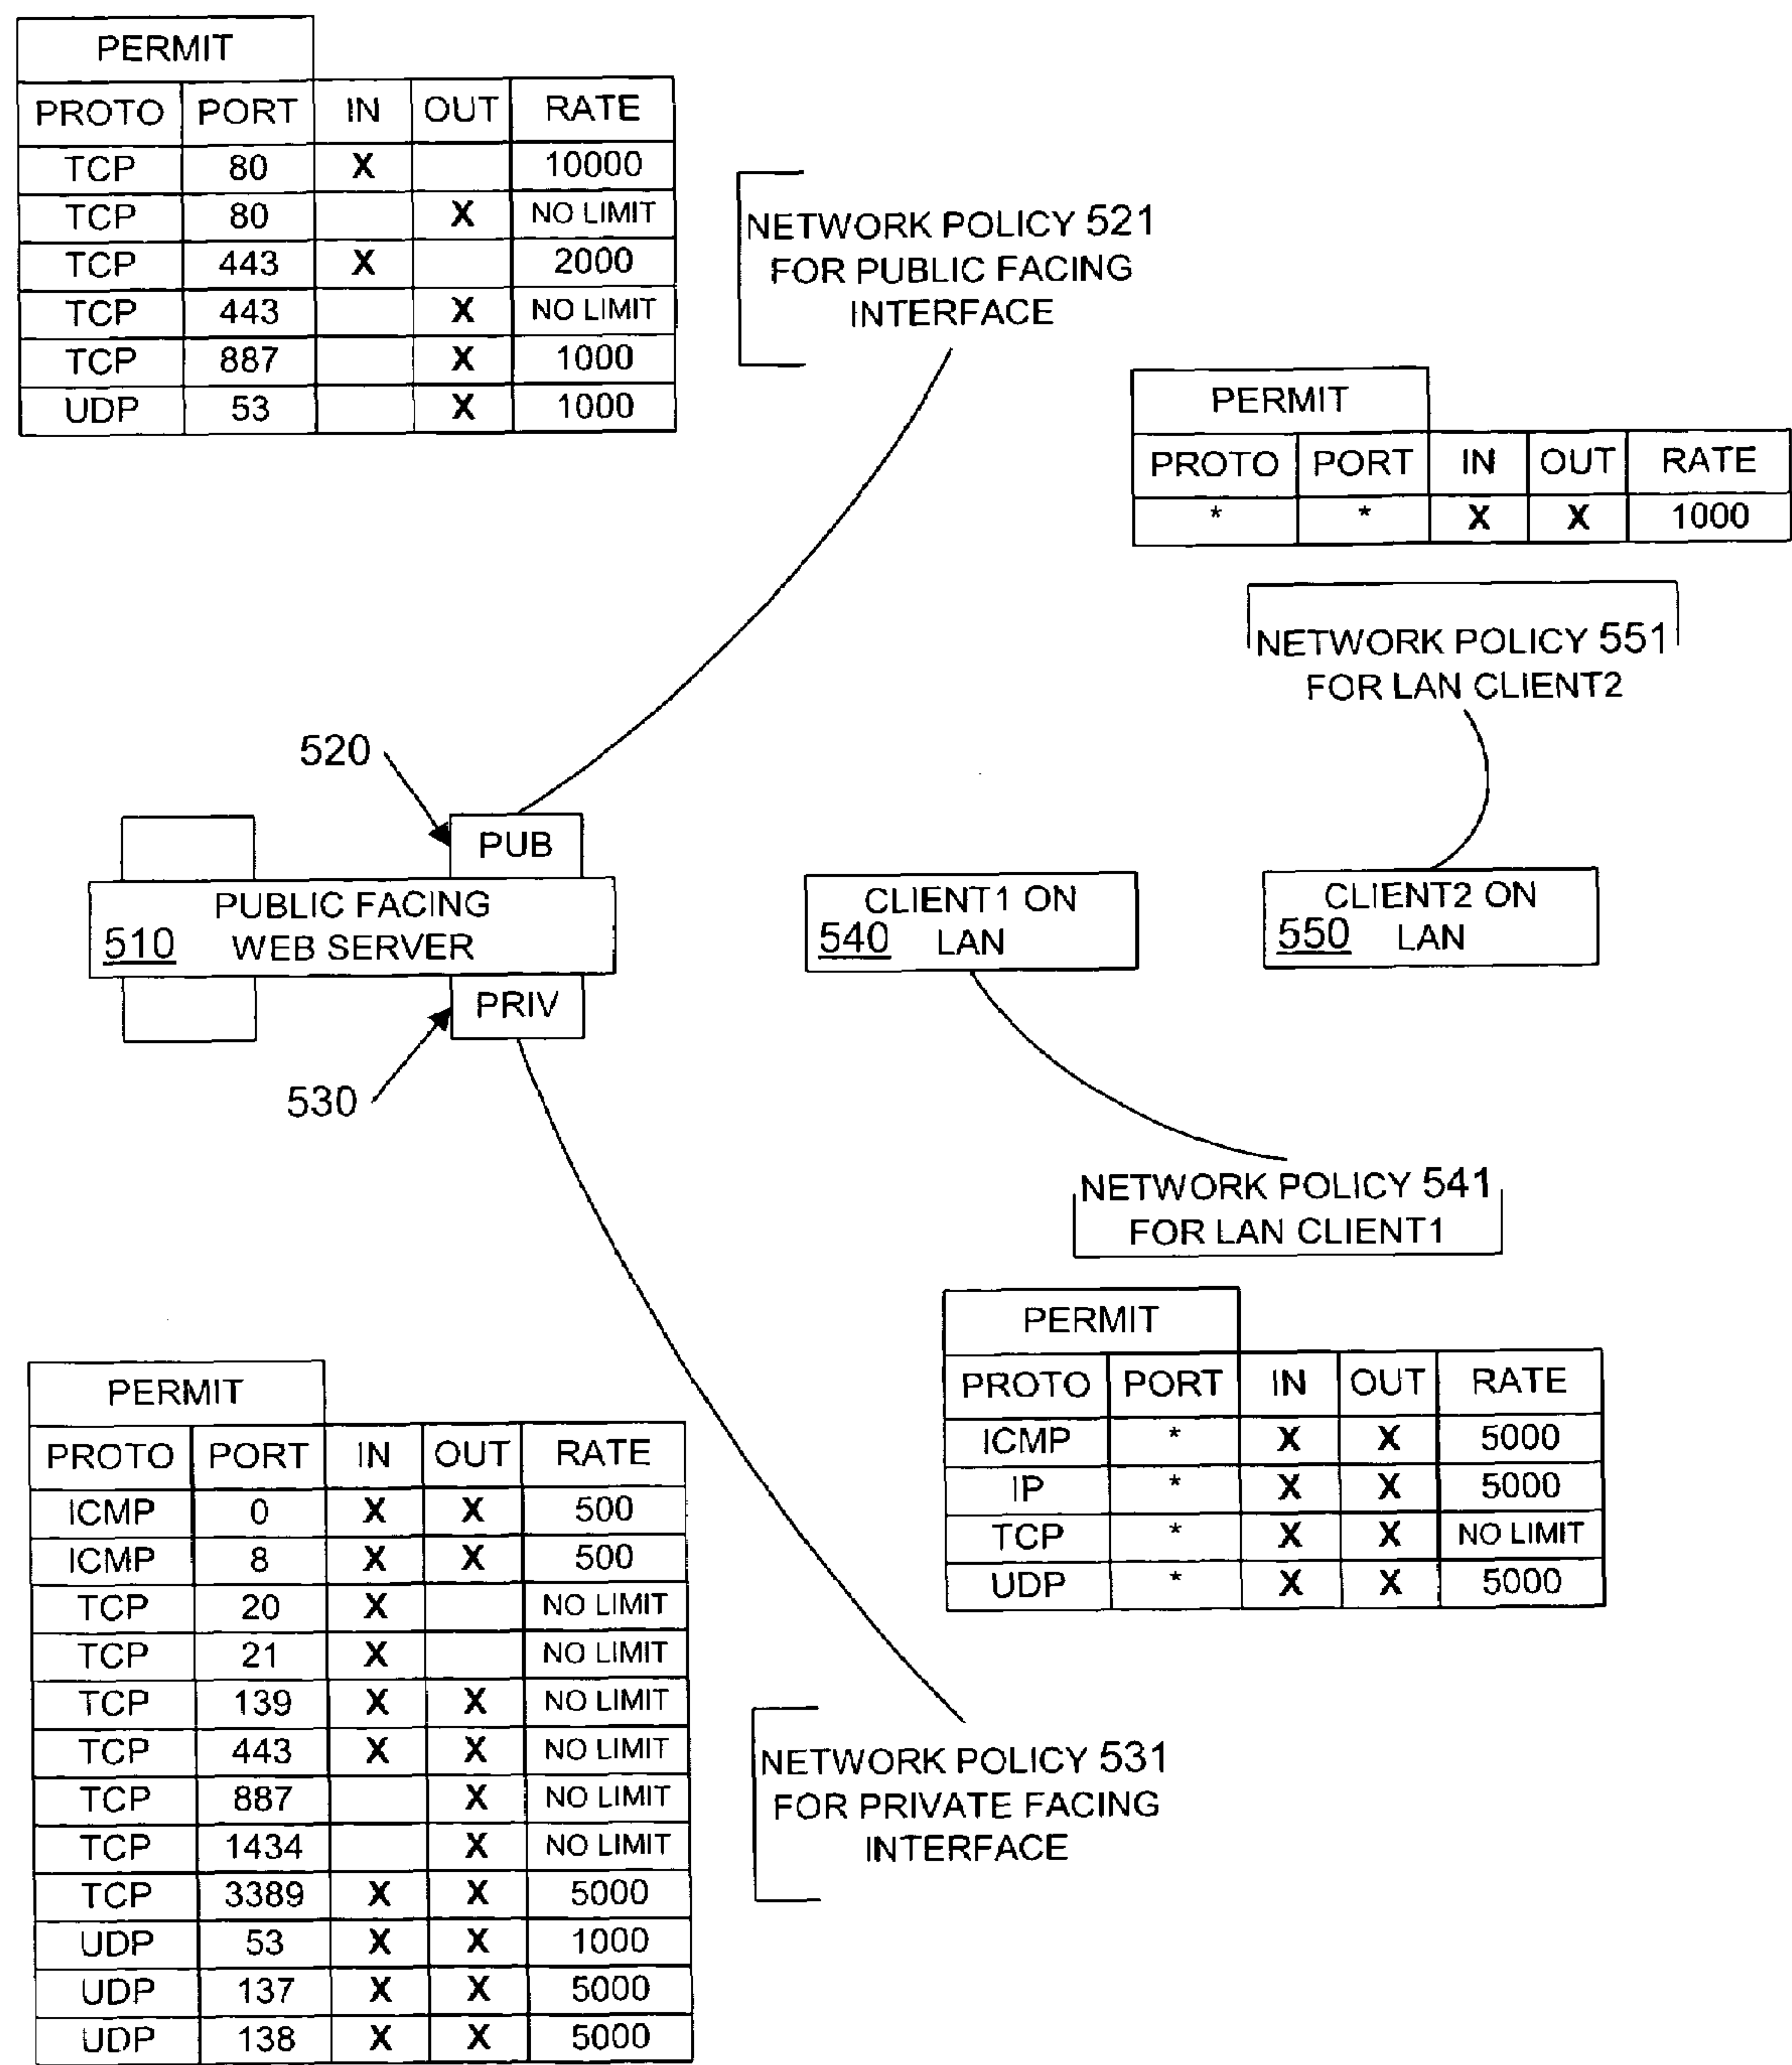 PERMIT
PROTO PORT IN OUT RATE
TCP 80 X 10000
TCP 80 X NO LIMIT
TCP 443 X 2000
TCP 443 X NO LIMIT
TCP 887 X 1000
UDP 53 X 1000
NETWORK POLICY 521
FOR PUBLIC FACING
INTERFACE
PERMIT
PROTO PORT IN OUT RATE
* * X X 1000
NETWORK POLICY 551
FOR LAN CLIENT2
520
PUB
PUBLIC FACING
510 WEB SERVER
PRIV
530
CLIENT1 ON
540 LAN
CLIENT2 ON
550 LAN
NETWORK POLICY 541
FOR LAN CLIENT1
PERMIT
PROTO PORT IN OUT RATE
ICMP * X X 5000
IP * X X 5000
TCP * X X NO LIMIT
UDP * X X 5000
PERMIT
PROTO PORT IN OUT RATE
ICMP 0 X X 500
ICMP 8 X X 500
TCP 20 X NO LIMIT
TCP 21 X NO LIMIT
TCP 139 X X NO LIMIT
TCP 443 X X NO LIMIT
TCP 887 X NO LIMIT
TCP 1434 X NO LIMIT
TCP 3389 X X 5000
UDP 53 X X 1000
UDP 137 X X 5000
UDP 138 X X 5000
NETWORK POLICY 531
FOR PRIVATE FACING
INTERFACE